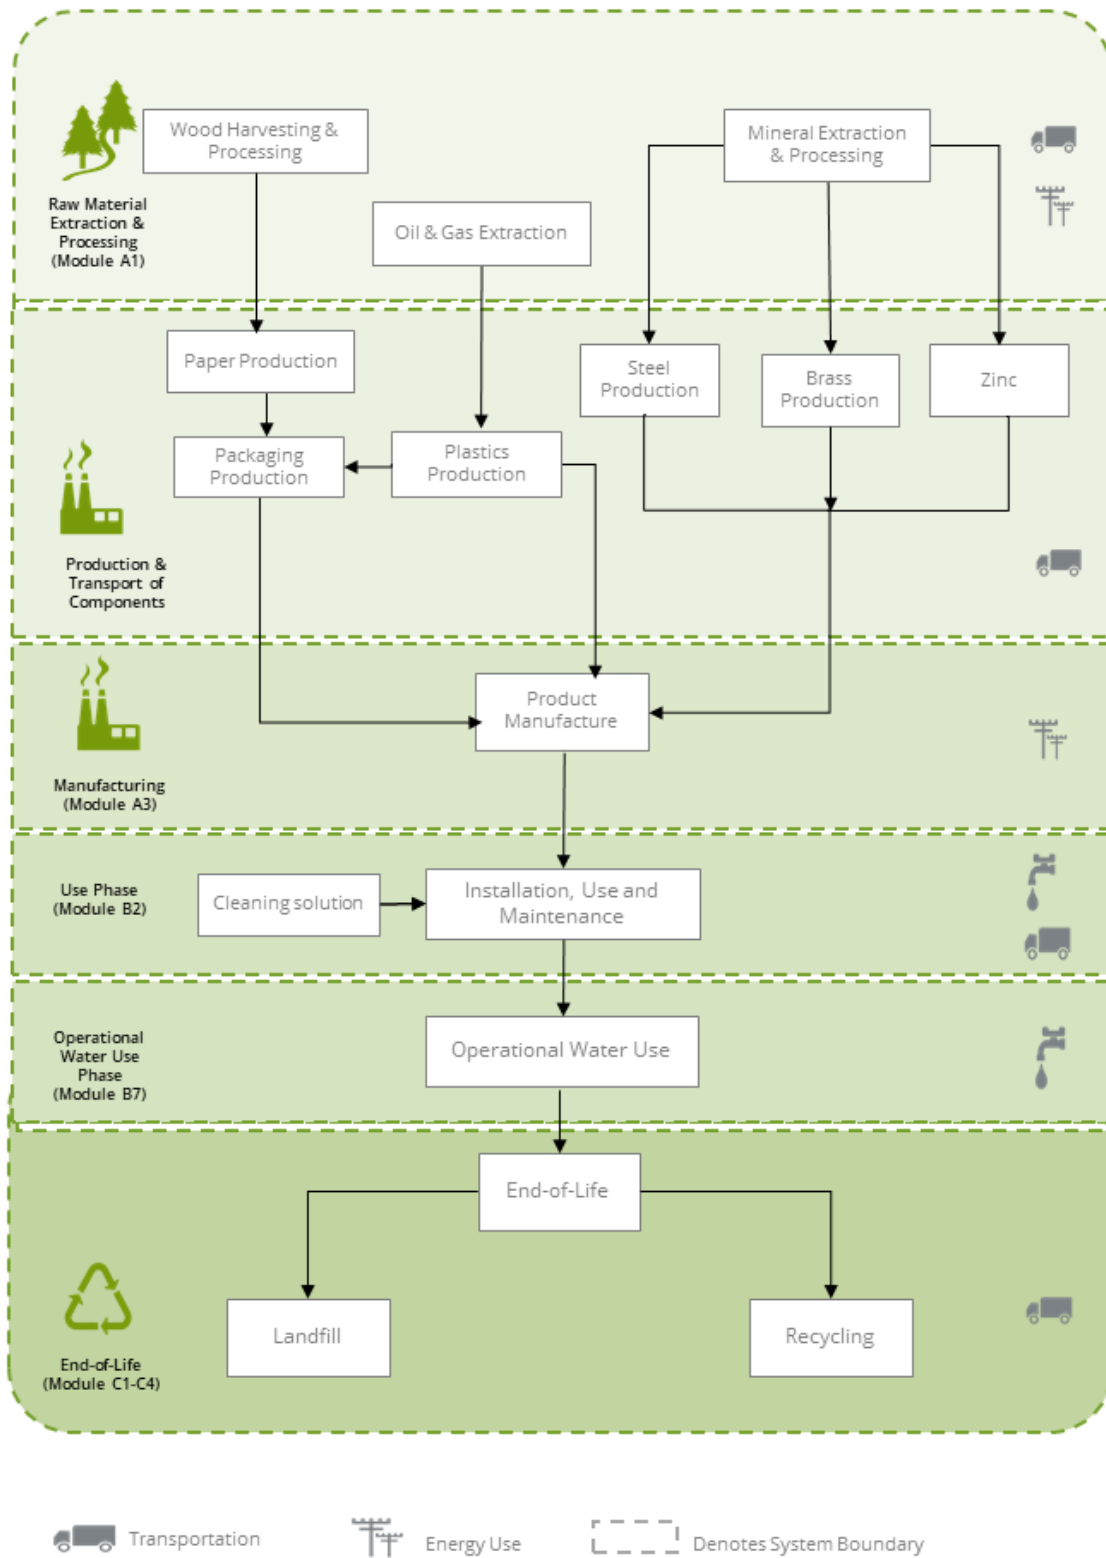 Wood Harvesting &
Processing
Mineral Extraction
& Processing
Raw Material
Extraction &
Processing
(Module A1)
Oil & Gas Extraction
Paper Production
Steel
Production
Brass
Production
Zinc
Packaging
Production
Plastics
Production
Production &
Transport of
Components
Product
Manufacture
Manufacturing
(Module A3)
Use Phase
(Module B2)
Cleaning solution
Installation, Use and
Maintenance
Operational
Water Use
Phase
(Module B7)
Operational Water Use
End-of-Life
Landfill
Recycling
End-of-Life
(Module C1-C4)
Transportation
Energy Use
Denotes System Boundary